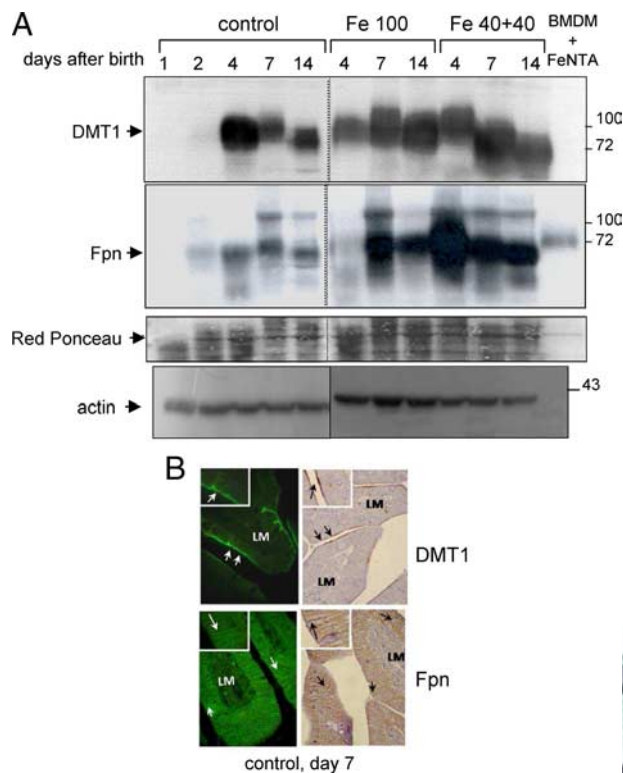 A
control
Fe 100
Fe 40+40
BMDM
+
FeNTA
days after birth
1 2 4 7 14 4 7 14 4 7 14
DMT1
100
72
Fpn
100
72
Red Ponceau
actin
43
B
LM
LM
LM
DMT1
LM
LM
Fpn
control, day 7